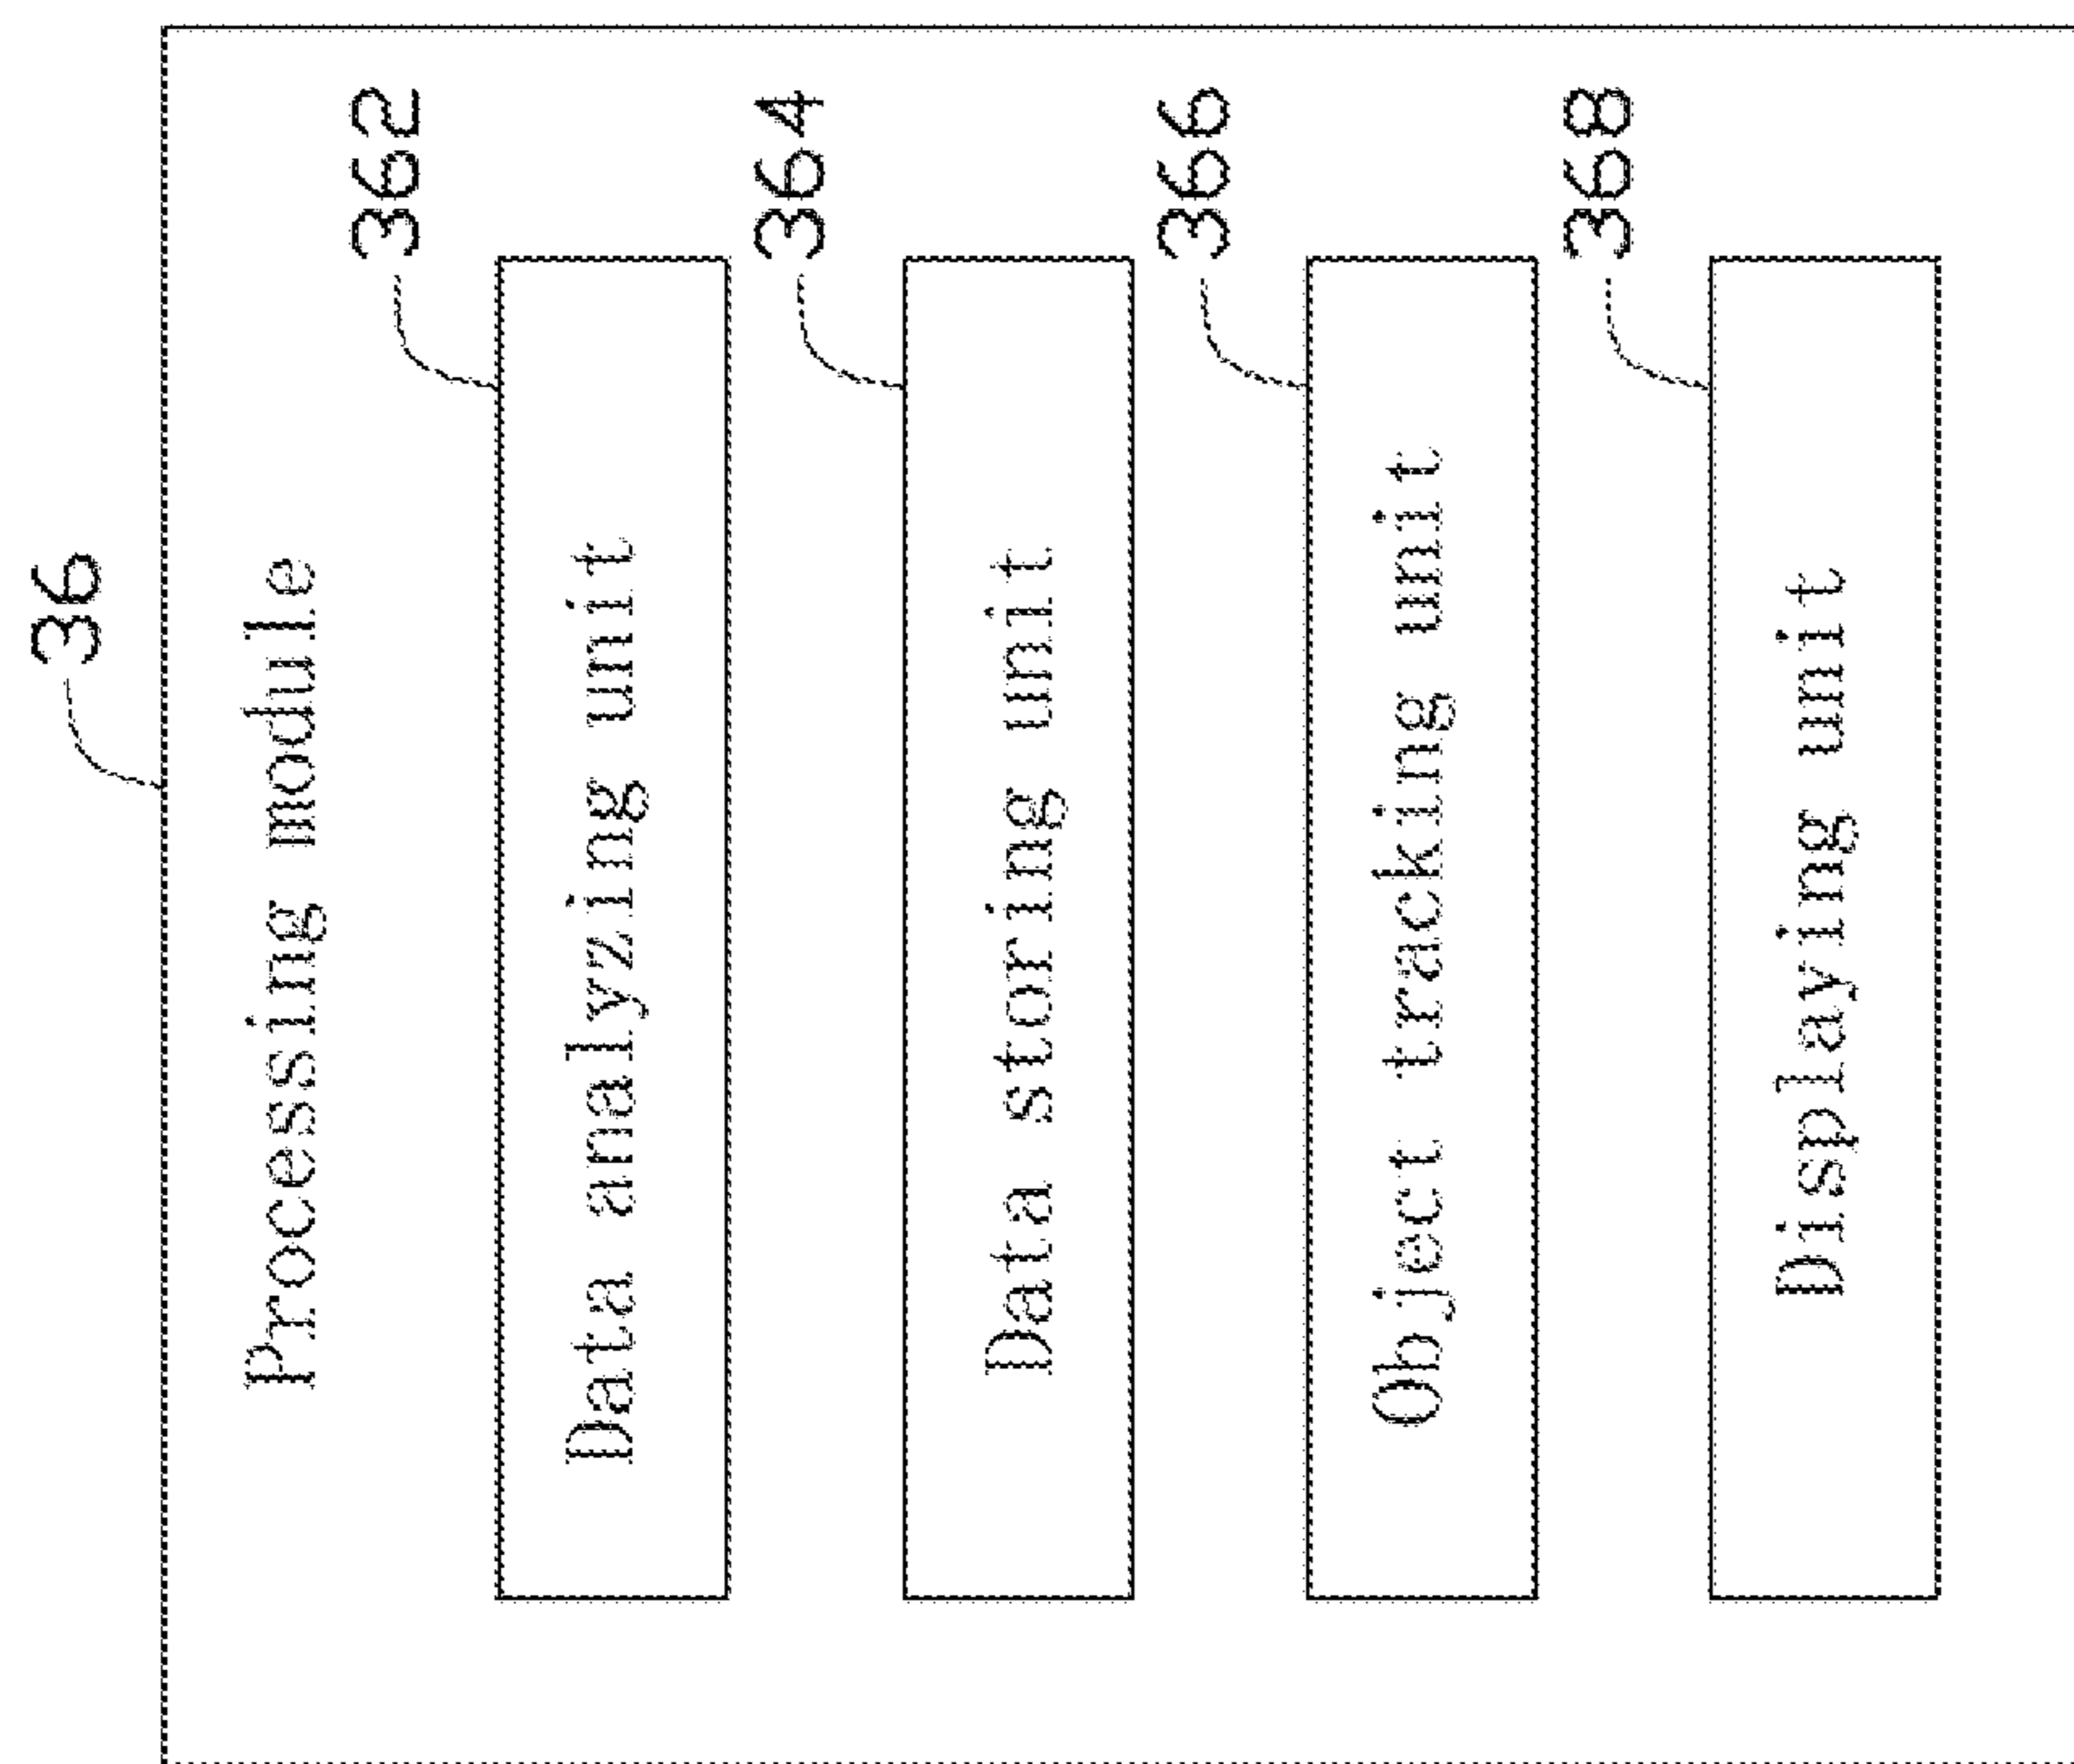 36
Processing module
362
Data analyzing unit
364
Data storing unit
366
Object tracking unit
368
Displaying unit